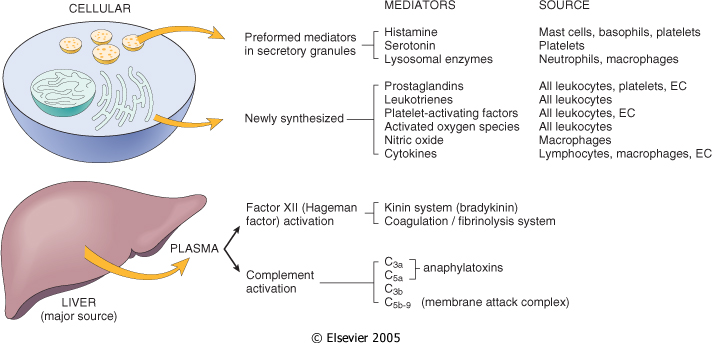 CELLULAR
MEDIATORS SOURCE
Preformed mediators
in secretory granules
Histamine Mast cells, basophils, platelets
Serotonin Platelets
Lysosomal enzymes Neutrophils, macrophages
Newly synthesized
Prostaglandins All leukocytes, platelets, EC
Leukotrienes All leukocytes
Platelet-activating factors All leukocytes, EC
Activated oxygen species All leukocytes
Nitric oxide Macrophages
Cytokines Lymphocytes, macrophages, EC
LIVER
(major source)
PLASMA
Factor XII (Hageman
factor) activation
Kinin system (bradykinin)
Coagulation / fibrinolysis system
Complement
activation
C3a
C5a
anaphylatoxins
C3b
C5b-9 (membrane attack complex)
© Elsevier 2005